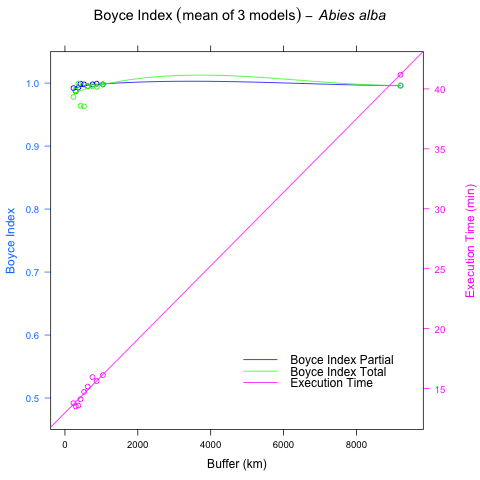 Boyce Index (mean of 3 models) – Abies alba
1.0
0.9
0.8
0.7
0.6
0.5
Boyce Index
40
35
30
25
20
15
Execution Time (min)
Boyce Index Partial
Boyce Index Total
Execution Time
0 2000 4000 6000 8000
Buffer (km)